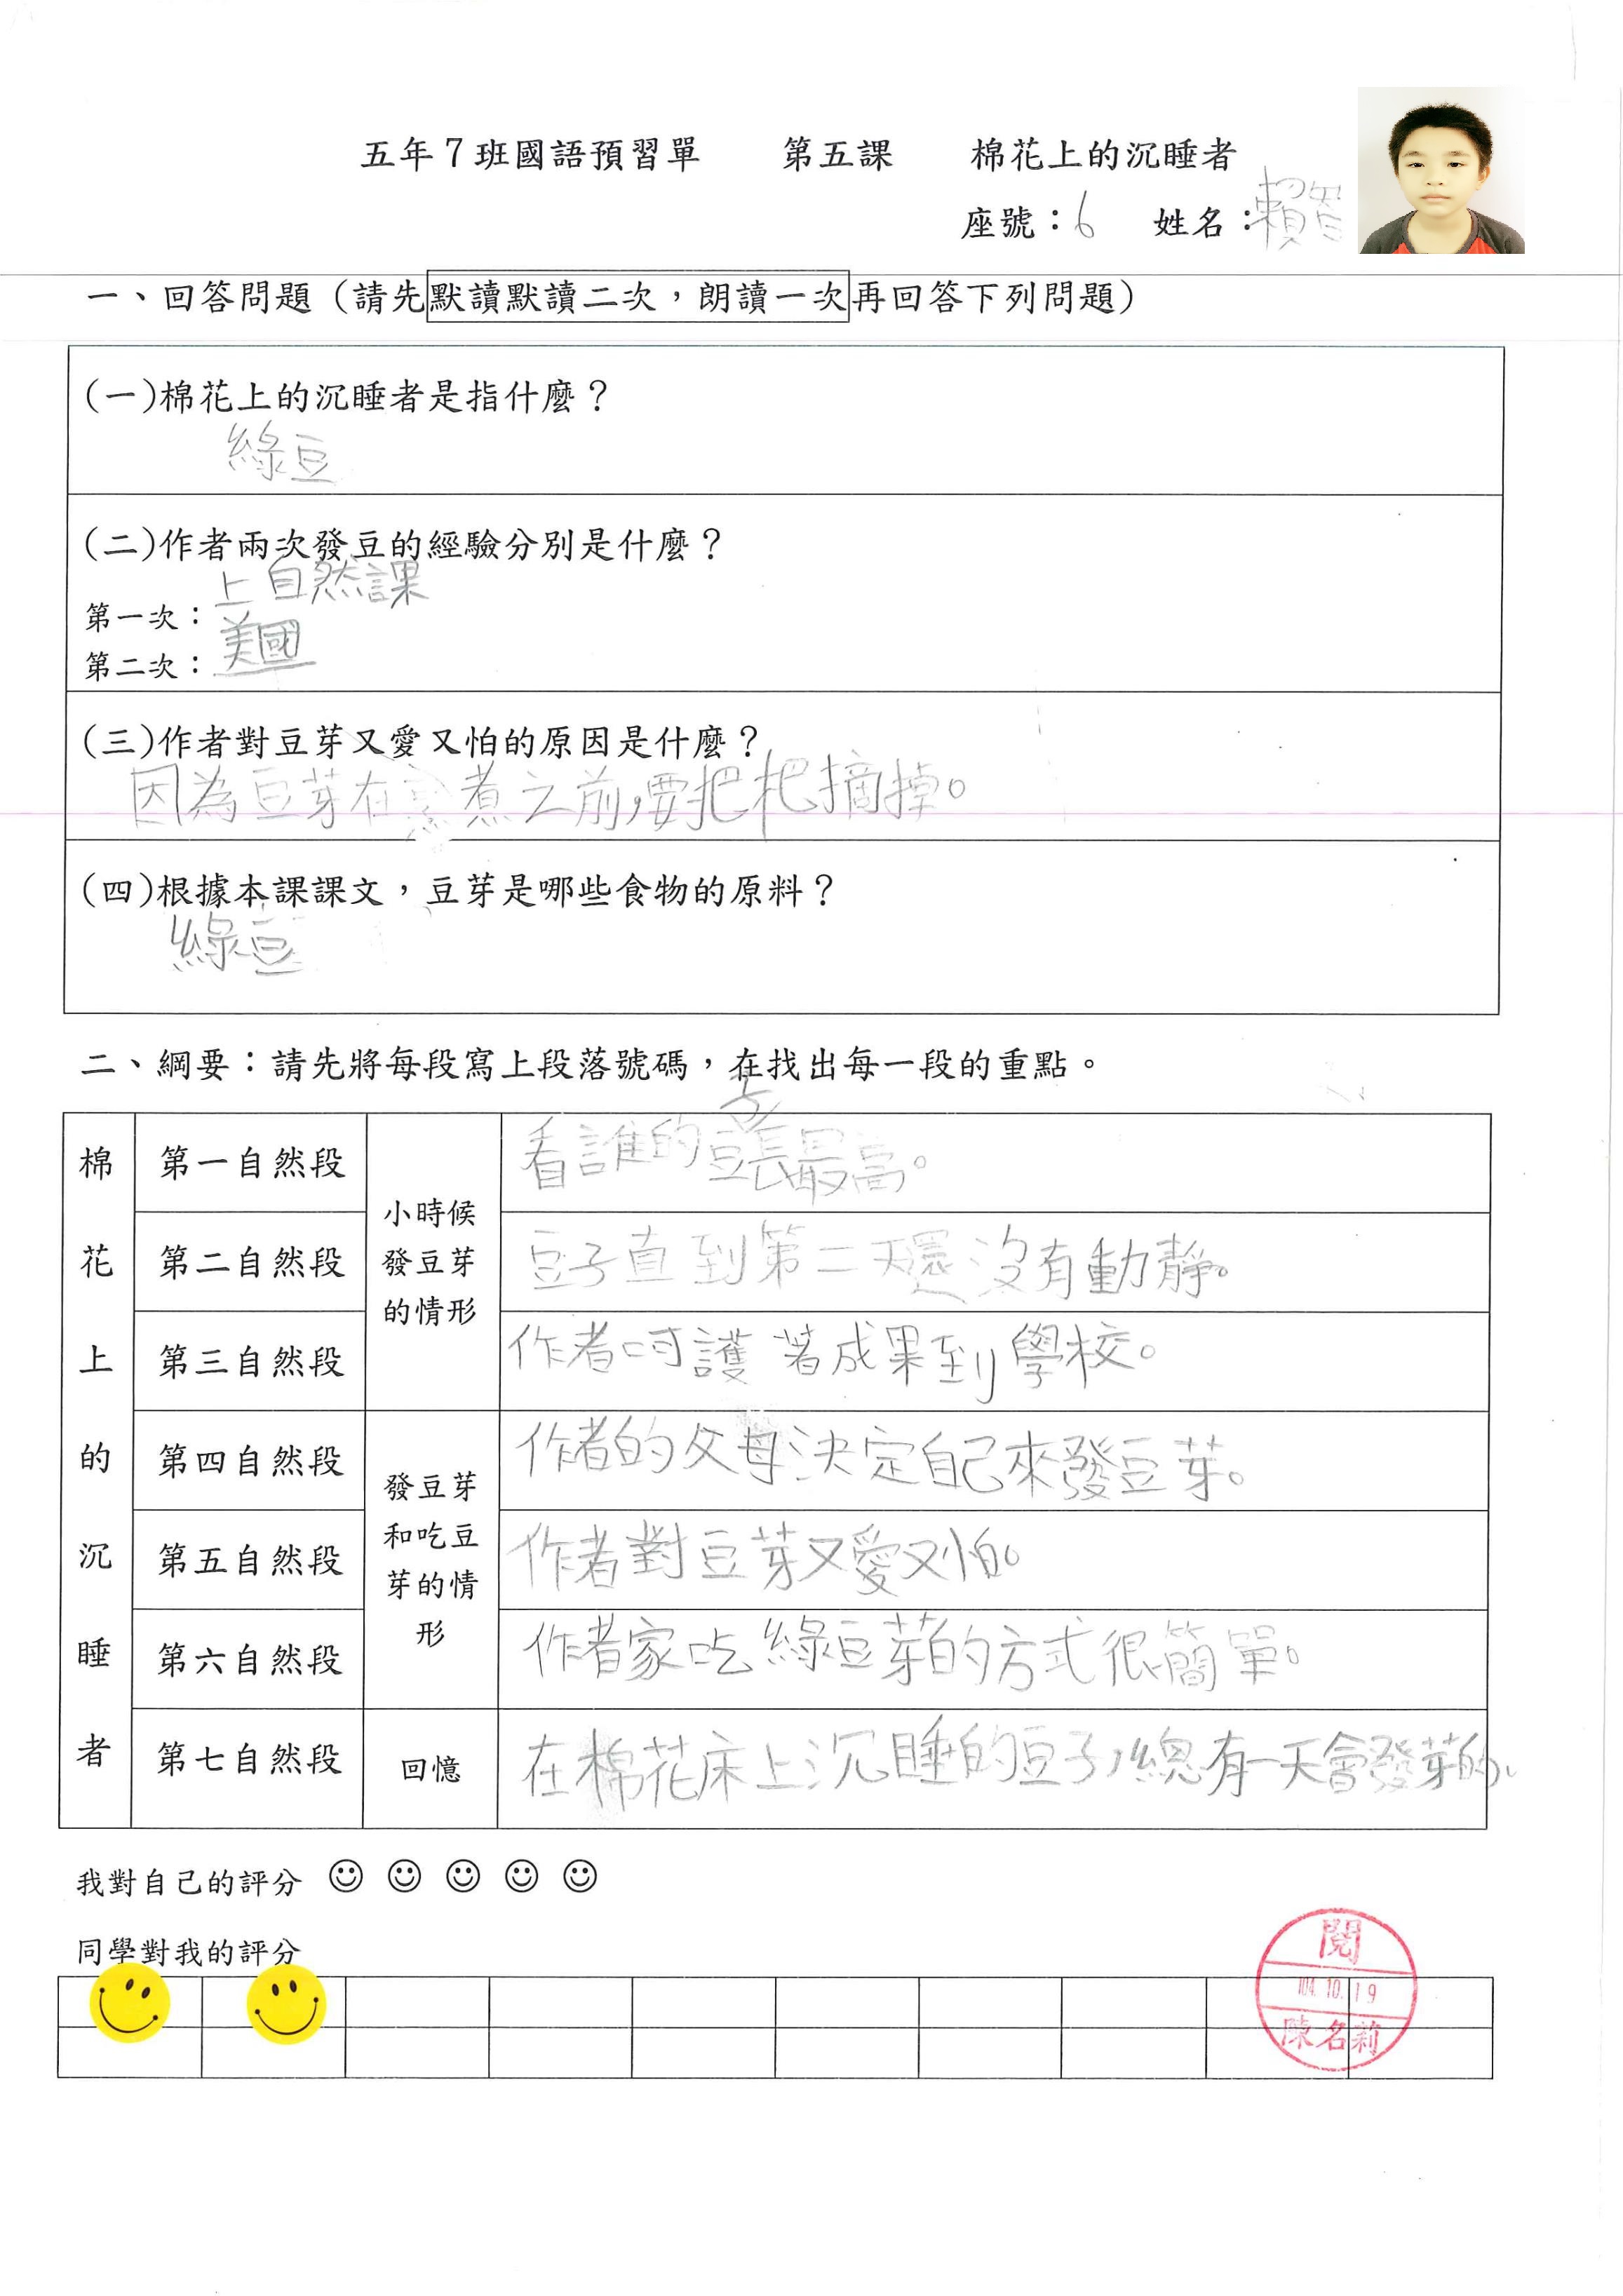 五年7班國語預習單 第五課 棉花上的沉睡者
座號：6 姓名：賴
一、回答問題（請先默讀默讀二次，朗讀一次再回答下列問題）
(一)棉花上的沉睡者是指什麼？
綠豆
(二)作者兩次發豆的經驗分別是什麼？
第一次：上自然課
第二次：美國
(三)作者對豆芽又愛又怕的原因是什麼？
因為豆芽在煮之前，要把摘掉。
(四)根據本課課文，豆芽是哪些食物的原料？
綠豆
二、綱要：請先將每段寫上段落號碼，在找出每一段的重點。
棉花上的沉睡者
第一自然段 看誰的豆子長最高。
小時候發豆芽的情形
第二自然段 豆子直到第二天還沒有動靜。
第三自然段 作者呵護著成果到學校。
第四自然段 作者的父母決定自己來發豆芽。
發豆芽和吃豆芽的情形
第五自然段 作者對豆芽又愛又怕。
第六自然段 作者家吃綠豆芽的方式很簡單。
第七自然段 回憶 在棉花床上沉睡的豆子，總有一天會發芽的。
我對自己的評分
同學對我的評分
閱
104.10.19
陳名莉